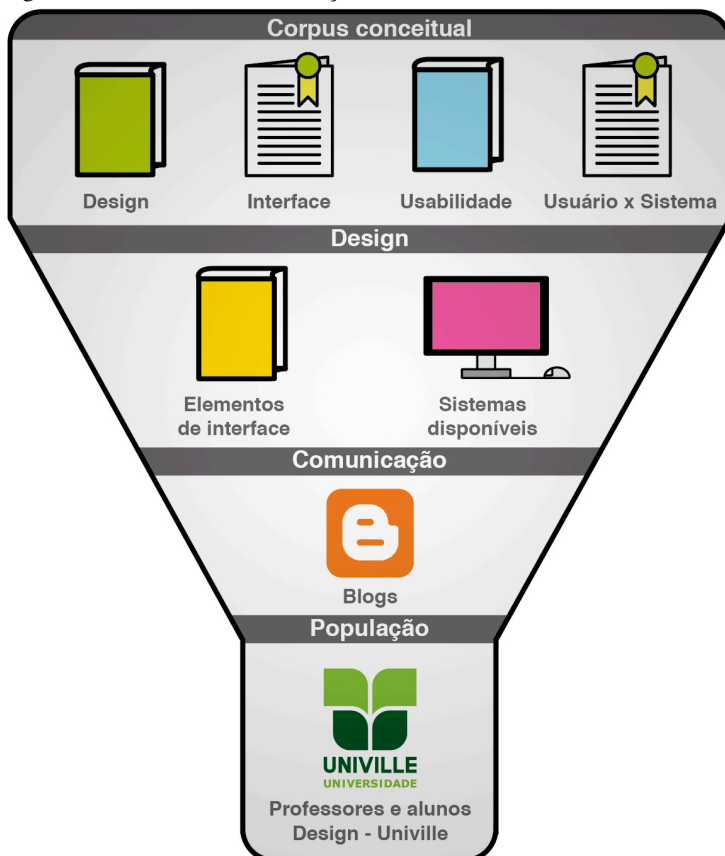 Corpus conceitual
Design
Interface
Usabilidade
Usuário x Sistema
Design
Elementos
de interface
Sistemas
disponíveis
Comunicação
Blogs
População
UNIVILLE
UNIVERSIDADE
Professores e alunos
Design - Univille